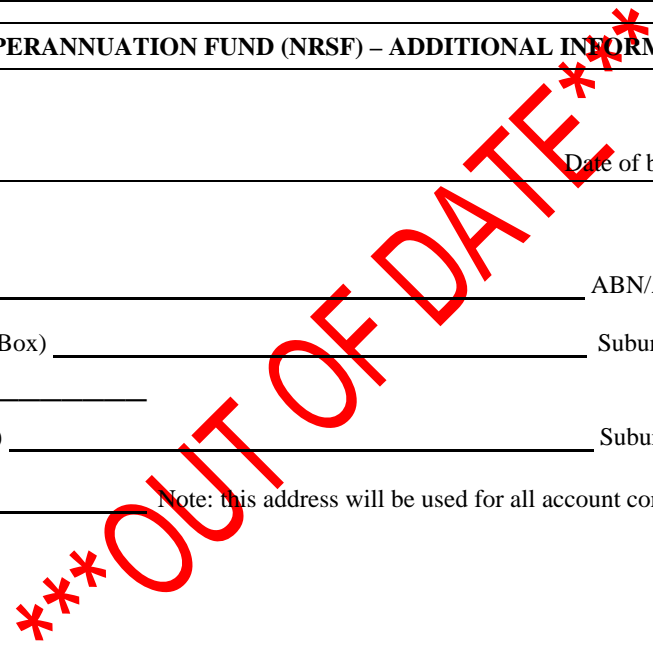 PERANNUATION FUND (NRSF) – ADDITIONAL INFORM
Date of b
ABN/
Box) Subur
) Subur
Note: this address will be used for all account co
***OUT OF DATE***